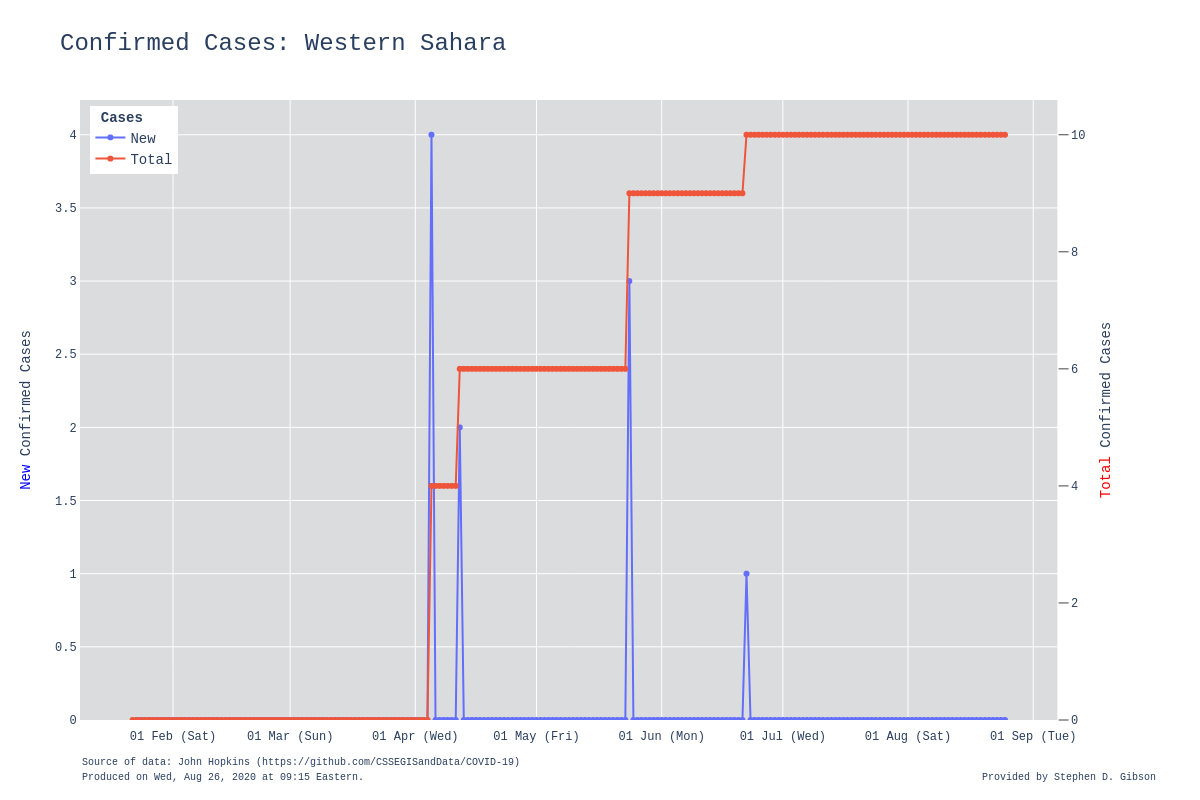 Confirmed Cases: Western Sahara
Cases
New
Total
4
3.5
3
2.5
2
1.5
1
0.5
0
New Confirmed Cases
10
8
6
4
2
0
Total Confirmed Cases
01 Feb (Sat) 01 Mar (Sun) 01 Apr (Wed) 01 May (Fri) 01 Jun (Mon) 01 Jul (Wed) 01 Aug (Sat) 01 Sep (Tue)
Source of data: John Hopkins (https://github.com/CSSEGISandData/COVID-19)
Produced on Wed, Aug 26, 2020 at 09:15 Eastern.
Provided by Stephen D. Gibson